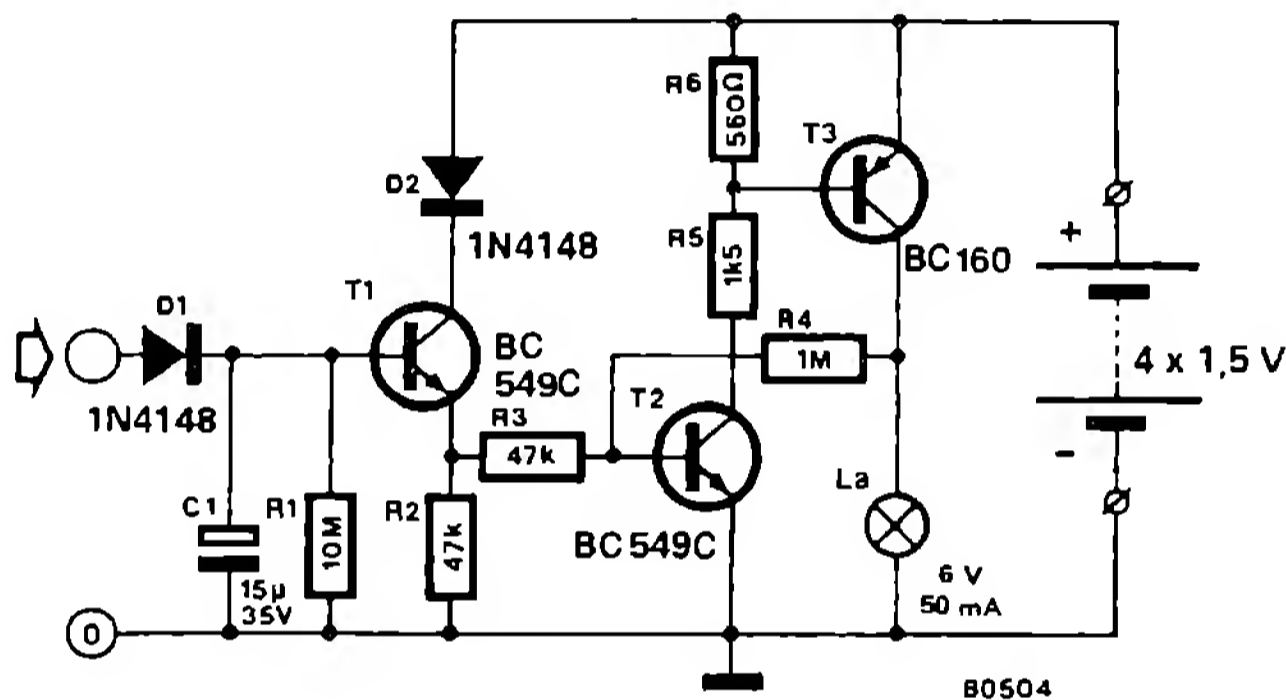 R6
560Ω
T3
D2
1N4148
R5
1k5
BC160
+
D1
T1
BC
549C
R4
1M
4 x 1,5 V
1N4148
R3
47k
T2
-
C1
R1
10M
R2
47k
La
BC549C
15µ
35V
6 V
50 mA
0
80504